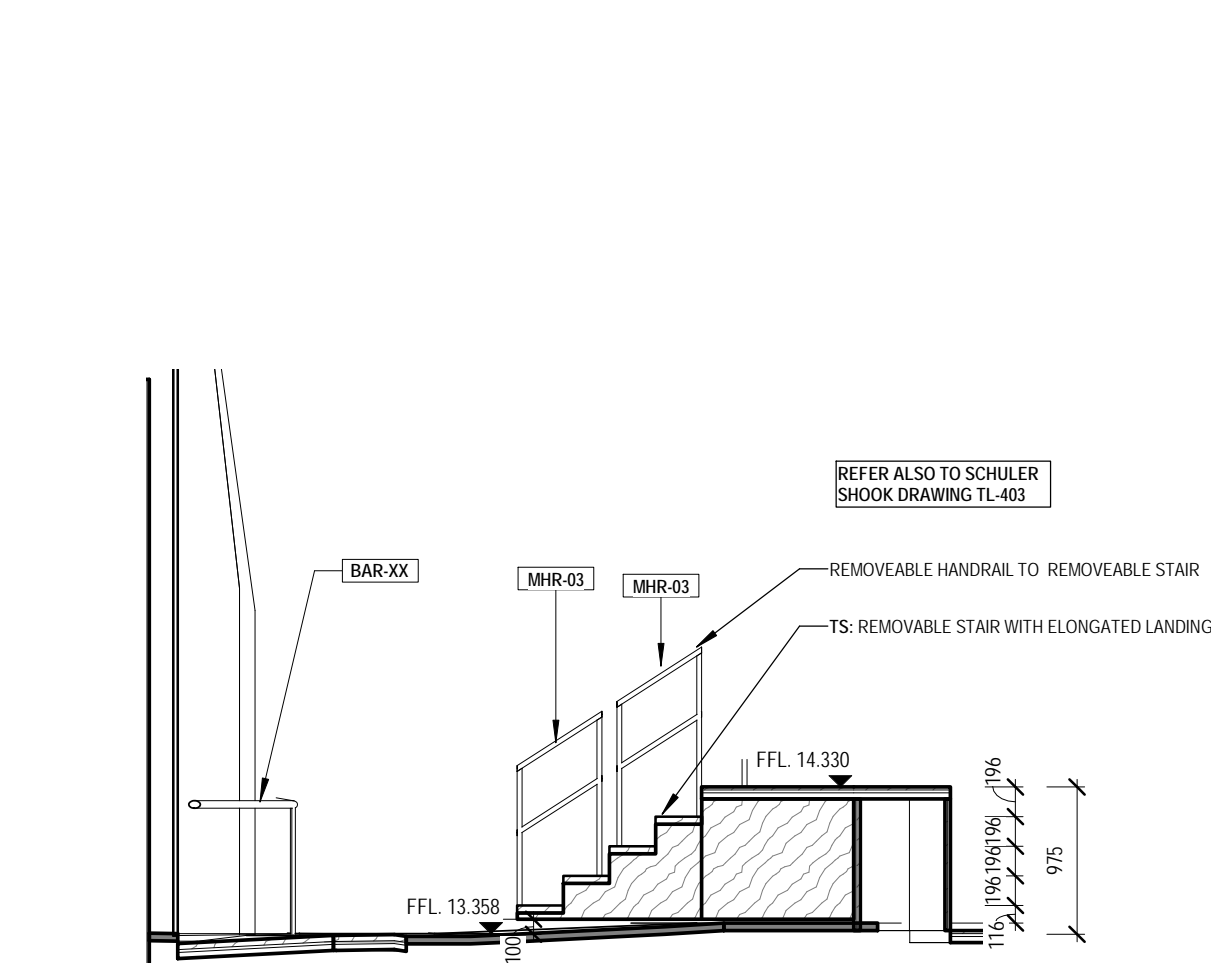 REFER ALSO TO SCHULER
SHOOK DRAWING TL-403
BAR-XX
MHR-03
MHR-03
REMOVEABLE HANDRAIL TO REMOVEABLE STAIR
TS: REMOVABLE STAIR WITH ELONGATED LANDING
FFL. 14.330
196
196
196
196
116
975
FFL. 13.358
100